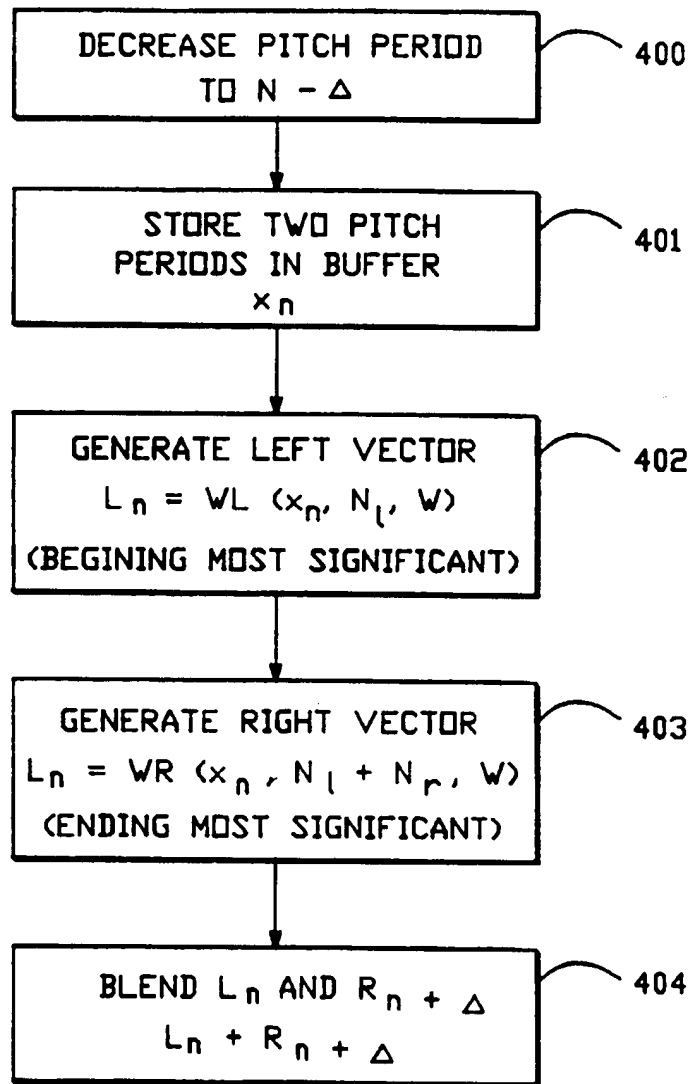 DECREASE PITCH PERIOD
TO N - Δ
400
STORE TWO PITCH
PERIODS IN BUFFER
xn
401
GENERATE LEFT VECTOR
Ln = WL (xn, Nl, W)
(BEGINING MOST SIGNIFICANT)
402
GENERATE RIGHT VECTOR
Ln = WR (xn, Nl + Nr, W)
(ENDING MOST SIGNIFICANT)
403
BLEND Ln AND Rn + Δ
Ln + Rn + Δ
404